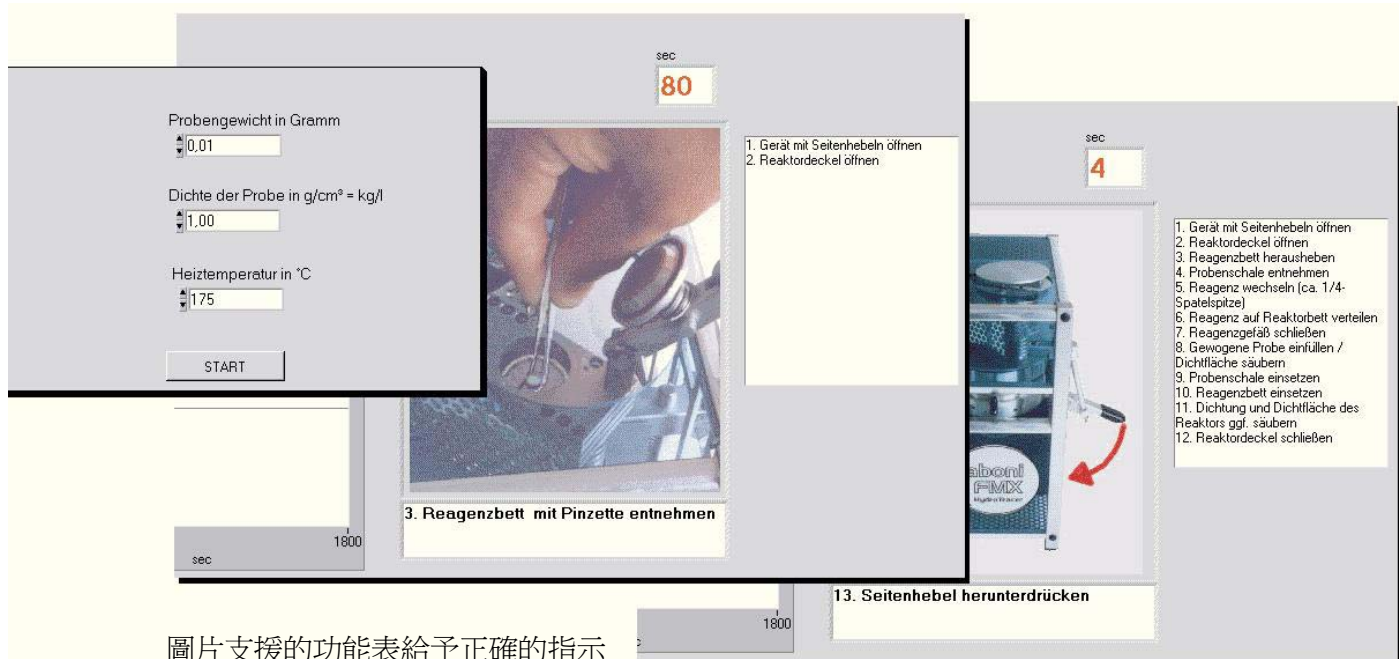 Probengewicht in Gramm
0,01
Dichte der Probe in g/cm³ = kg/l
1,00
Heiztemperatur in °C
175
START
sec
80
1. Gerät mit Seitenhebeln öffnen
2. Reaktordeckel öffnen
3. Reagenzbett mit Pinzette entnehmen
1800
sec
sec
4
1. Gerät mit Seitenhebeln öffnen
2. Reaktordeckel öffnen
3. Reagenzbett herausheben
4. Probenschale entnehmen
5. Reagenz wechseln (ca. 1/4-
Spatelspitze)
6. Reagenz auf Reaktorbett verteilen
7. Reagenzgefäß schließen
8. Gewogene Probe einfüllen /
Dichtfläche säubern
9. Probenschale einsetzen
10. Reagenzbett einsetzen
11. Dichtung und Dichtfläche des
Reaktors ggf. säubern
12. Reaktordeckel schließen
aboni
FMX
HydroTracer
13. Seitenhebel herunterdrücken
1800
圖片支援的功能表給予正確的指示